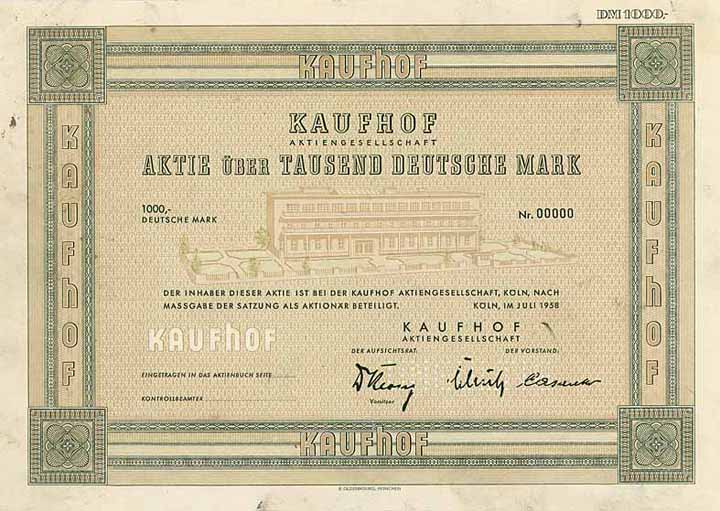 DM 1000,-
KAUFHOF
KAUFHOF
AKTIENGESELLSCHAFT
AKTIE ÜBER TAUSEND DEUTSCHE MARK
1000,-
DEUTSCHE MARK
Nr. 00000
DER INHABER DIESER AKTIE IST BEI DER KAUFHOF AKTIENGESELLSCHAFT, KÖLN, NACH
MASSGABE DER SATZUNG ALS AKTIONÄR BETEILIGT. KÖLN, IM JULI 1958
KAUFHOF
KAUFHOF
AKTIENGESELLSCHAFT
DER AUFSICHTSRAT: DER VORSTAND:
EINGETRAGEN IN DAS AKTIENBUCH SEITE
Vorsitzer
KONTROLLBEAMTER
KAUFHOF
KAUFHOF
KAUFHOF
R. OLDENBOURG, MÜNCHEN